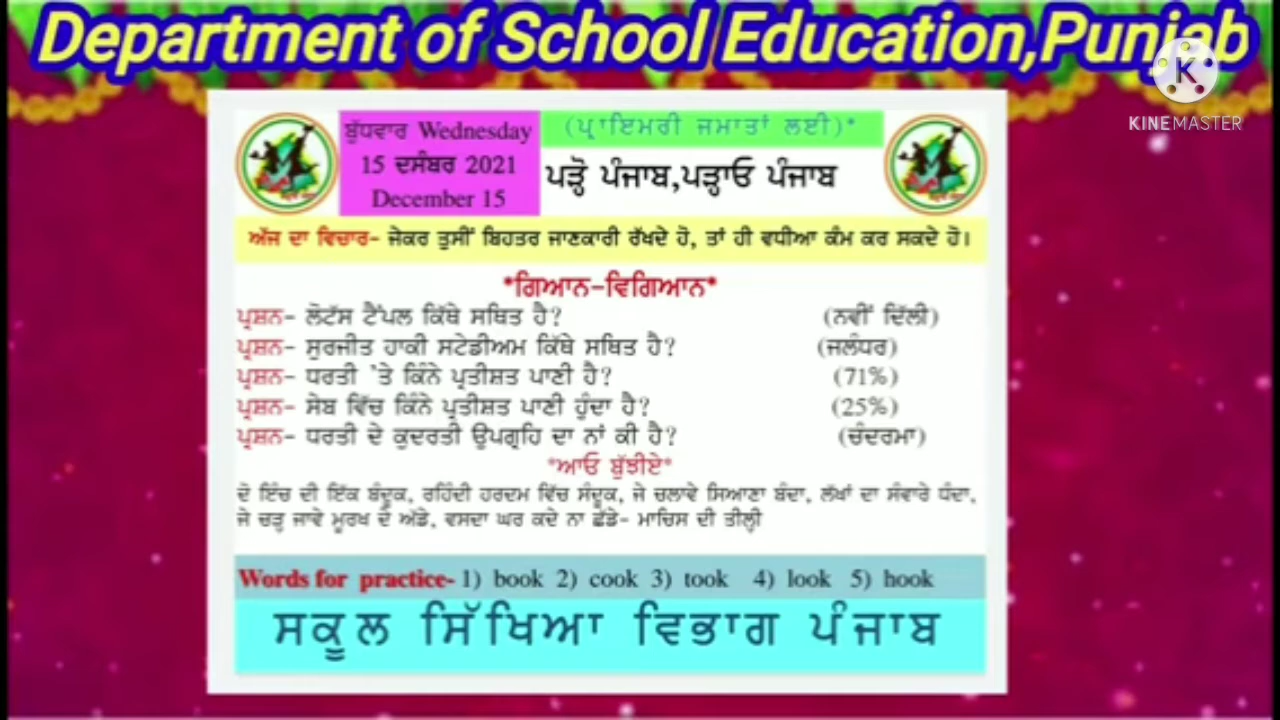 Department of School Education,Punjab
K
KINEMASTER
ਬੁੱਧਵਾਰ Wednesday
15 ਦਸੰਬਰ 2021
December 15
(ਪ੍ਰਾਇਮਰੀ ਜਮਾਤਾਂ ਲਈ)*
ਪੜ੍ਹੋ ਪੰਜਾਬ,ਪੜ੍ਹਾਓ ਪੰਜਾਬ
ਅੱਜ ਦਾ ਵਿਚਾਰ- ਜੇਕਰ ਤੁਸੀਂ ਬਿਹਤਰ ਜਾਣਕਾਰੀ ਰੱਖਦੇ ਹੋ, ਤਾਂ ਹੀ ਵਧੀਆ ਕੰਮ ਕਰ ਸਕਦੇ ਹੋ।
*ਗਿਆਨ-ਵਿਗਿਆਨ*
ਪ੍ਰਸ਼ਨ- ਲੋਟੱਸ ਟੈਂਪਲ ਕਿੱਥੇ ਸਥਿਤ ਹੈ? (ਨਵੀਂ ਦਿੱਲੀ)
ਪ੍ਰਸ਼ਨ- ਸੁਰਜੀਤ ਹਾਕੀ ਸਟੇਡੀਅਮ ਕਿੱਥੇ ਸਥਿਤ ਹੈ? (ਜਲੰਧਰ)
ਪ੍ਰਸ਼ਨ- ਧਰਤੀ 'ਤੇ ਕਿੰਨੇ ਪ੍ਰਤੀਸ਼ਤ ਪਾਣੀ ਹੈ? (71%)
ਪ੍ਰਸ਼ਨ- ਸੇਬ ਵਿੱਚ ਕਿੰਨੇ ਪ੍ਰਤੀਸ਼ਤ ਪਾਣੀ ਹੁੰਦਾ ਹੈ? (25%)
ਪ੍ਰਸ਼ਨ- ਧਰਤੀ ਦੇ ਕੁਦਰਤੀ ਉਪਗ੍ਰਹਿ ਦਾ ਨਾਂ ਕੀ ਹੈ? (ਚੰਦਰਮਾ)
*ਆਓ ਬੁੱਝੀਏ*
ਦੋ ਇੰਚ ਦੀ ਇੱਕ ਬੰਦੂਕ, ਰਹਿੰਦੀ ਹਰਦਮ ਵਿੱਚ ਸੰਦੂਕ, ਜੇ ਚਲਾਵੇ ਸਿਆਣਾ ਬੰਦਾ, ਲੱਖਾਂ ਦਾ ਸੰਵਾਰੇ ਧੰਦਾ,
ਜੇ ਚੜ੍ਹ ਜਾਵੇ ਮੂਰਖ ਦੇ ਅੱਡੇ, ਵਸਦਾ ਘਰ ਕਦੇ ਨਾ ਛੱਡੇ- ਮਾਚਿਸ ਦੀ ਤੀਲ੍ਹੀ
Words for practice- 1) book 2) cook 3) took 4) look 5) hook
ਸਕੂਲ ਸਿੱਖਿਆ ਵਿਭਾਗ ਪੰਜਾਬ